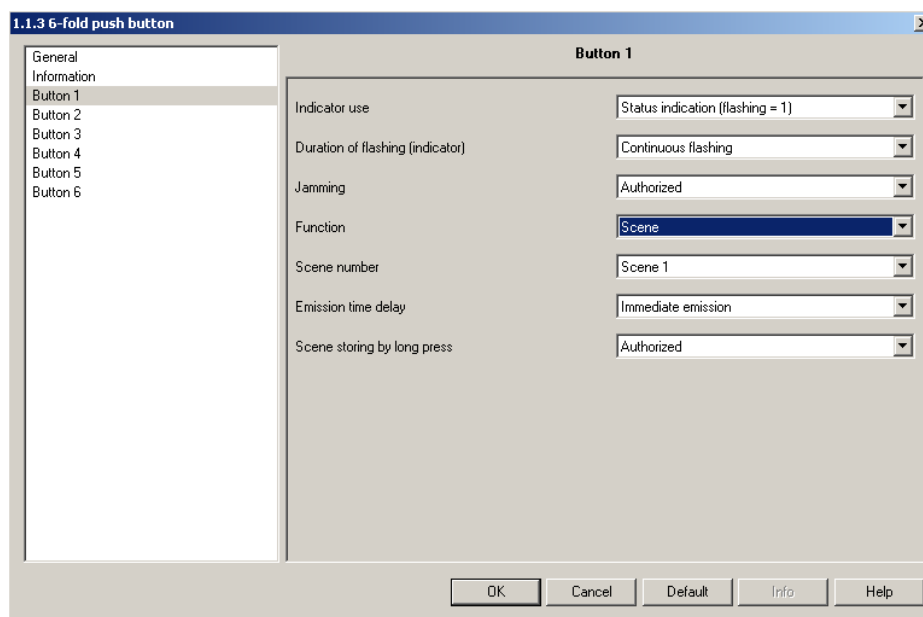 1.1.3 6-fold push button
General
Information
Button 1
Button 2
Button 3
Button 4
Button 5
Button 6
Button 1
Indicator use Status indication (flashing = 1)
Duration of flashing (indicator) Continuous flashing
Jamming Authorized
Function Scene
Scene number Scene 1
Emission time delay Immediate emission
Scene storing by long press Authorized
OK Cancel Default Info Help